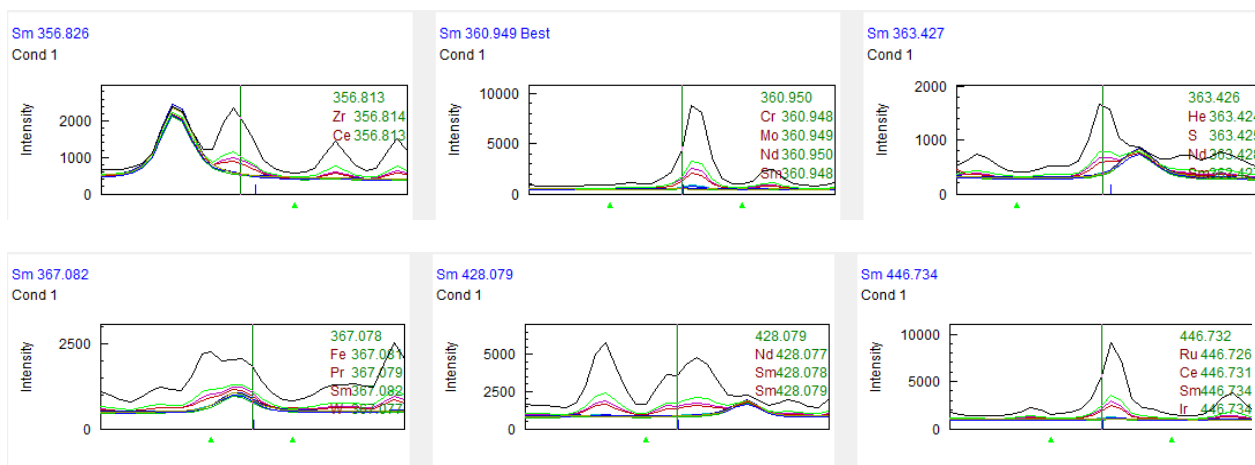 Sm 356.826
Cond 1
Intensity
2000
1000
0
356.813
Zr 356.814
Ce 356.813
Sm 360.949 Best
Cond 1
Intensity
10000
5000
0
360.950
Cr 360.948
Mo 360.949
Nd 360.950
Sm 360.948
Sm 363.427
Cond 1
Intensity
2000
1000
0
363.426
He 363.424
S 363.425
Nd 363.428
Sm 363.427
Sm 367.082
Cond 1
Intensity
2500
0
367.078
Fe 367.081
Pr 367.079
Sm 367.082
Sm 428.079
Cond 1
Intensity
5000
2500
0
428.079
Nd 428.077
Sm 428.078
Sm 428.079
Sm 446.734
Cond 1
Intensity
10000
5000
0
446.732
Ru 446.726
Ce 446.731
Sm 446.734
Ir 446.734